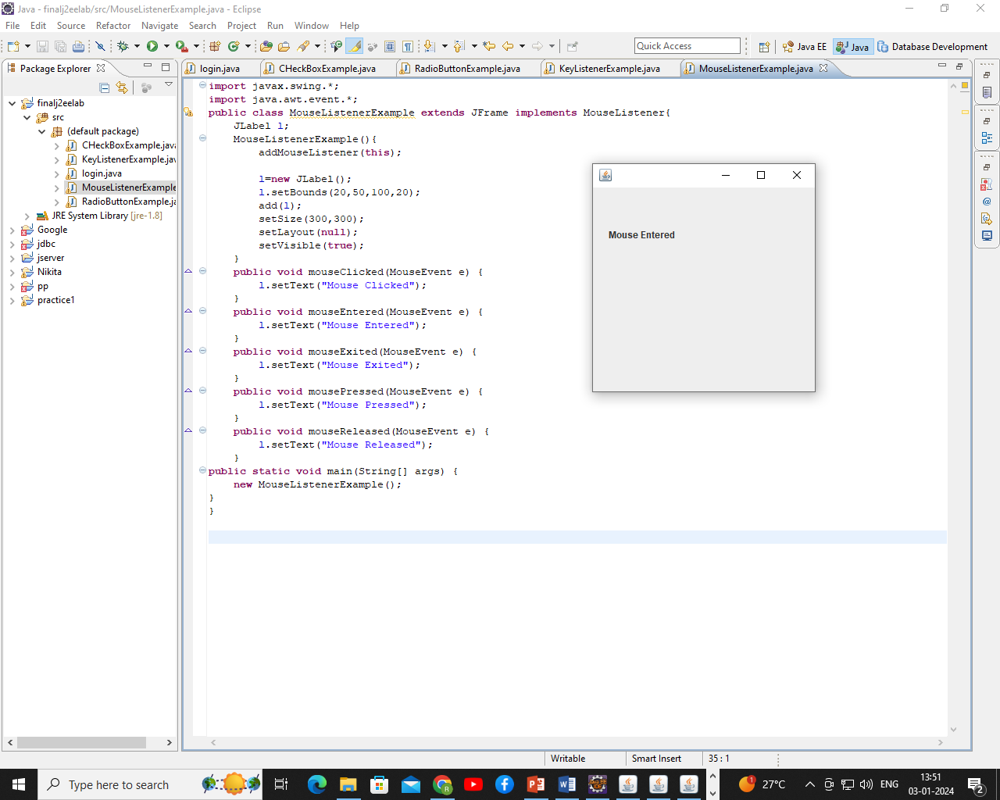 Java - finalj2eelab/src/MouseListenerExample.java - Eclipse
File Edit Source Refactor Navigate Search Project Run Window Help
Quick Access
Java EE
Java
Database Development
Package Explorer
login.java
CHeckBoxExample.java
RadioButtonExample.java
KeyListenerExample.java
MouseListenerExample.java
finalj2eelab
src
(default package)
CHeckBoxExample.java
KeyListenerExample.jav
login.java
MouseListenerExample
RadioButtonExample.ja
JRE System Library [jre-1.8]
Google
jdbc
jserver
Nikita
pp
practice1
import javax.swing.*;
import java.awt.event.*;
public class MouseListenerExample extends JFrame implements MouseListener{
JLabel l;
MouseListenerExample(){
addMouseListener(this);
l=new JLabel();
l.setBounds(20,50,100,20);
add(l);
setSize(300,300);
setLayout(null);
setVisible(true);
}
public void mouseClicked(MouseEvent e) {
l.setText("Mouse Clicked");
}
public void mouseEntered(MouseEvent e) {
l.setText("Mouse Entered");
}
public void mouseExited(MouseEvent e) {
l.setText("Mouse Exited");
}
public void mousePressed(MouseEvent e) {
l.setText("Mouse Pressed");
}
public void mouseReleased(MouseEvent e) {
l.setText("Mouse Released");
}
public static void main(String[] args) {
new MouseListenerExample();
}
}
Mouse Entered
Writable
Smart Insert
35 : 1
Type here to search
1
27°C
ENG
13:51
03-01-2024
2